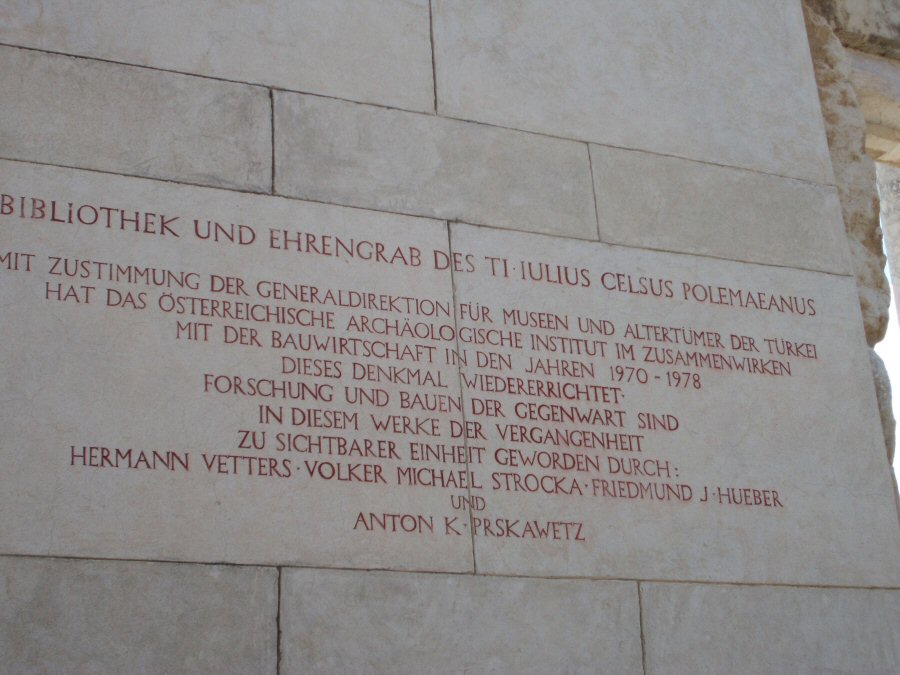 BIBLIOTHEK UND EHRENGRAB DES TI·IULIUS CELSUS POLEMAEANUS
MIT ZUSTIMMUNG DER GENERALDIREKTION FÜR MUSEEN UND ALTERTÜMER DER TÜRKEI
HAT DAS ÖSTERREICHISCHE ARCHÄOLOGISCHE INSTITUT IM ZUSAMMENWIRKEN
MIT DER BAUWIRTSCHAFT IN DEN JAHREN 1970-1978
DIESES DENKMAL WIEDERERRICHTET·
FORSCHUNG UND BAUEN DER GEGENWART SIND
IN DIESEM WERKE DER VERGANGENHEIT
ZU SICHTBARER EINHEIT GEWORDEN DURCH:
HERMANN VETTERS·VOLKER MICHAEL STROCKA·FRIEDMUND J·HUEBER
UND
ANTON K·PRSKAWETZ